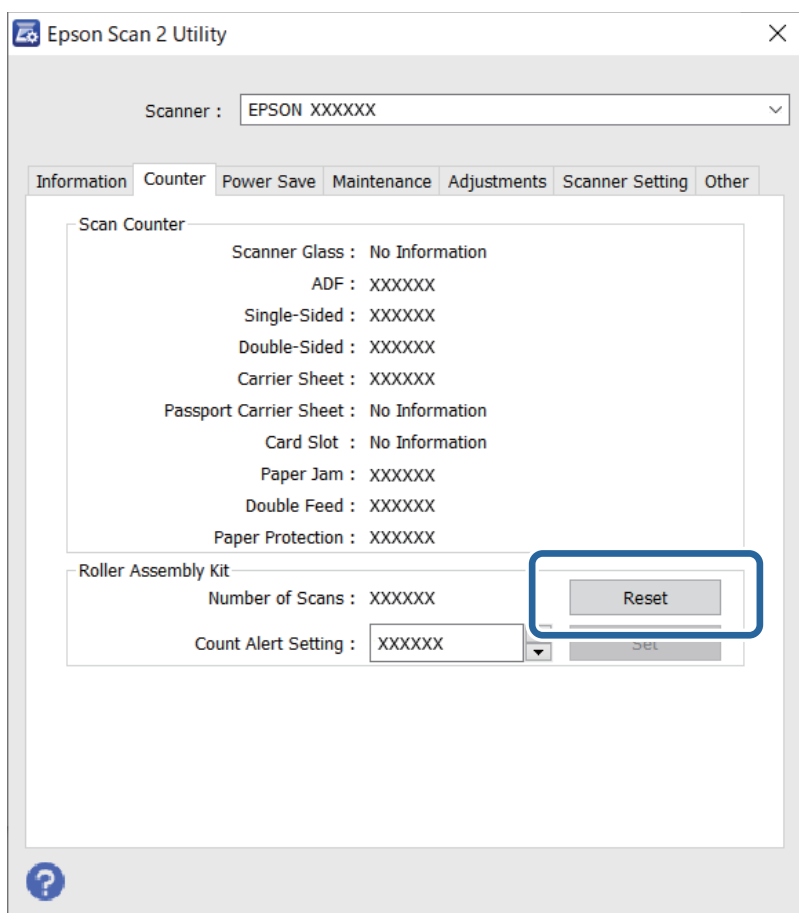 Epson Scan 2 Utility
Scanner : EPSON XXXXXX
Information Counter Power Save Maintenance Adjustments Scanner Setting Other
Scan Counter
Scanner Glass : No Information
ADF : XXXXXX
Single-Sided : XXXXXX
Double-Sided : XXXXXX
Carrier Sheet : XXXXXX
Passport Carrier Sheet : No Information
Card Slot : No Information
Paper Jam : XXXXXX
Double Feed : XXXXXX
Paper Protection : XXXXXX
Roller Assembly Kit
Number of Scans : XXXXXX Reset
Count Alert Setting : XXXXXX Set
?